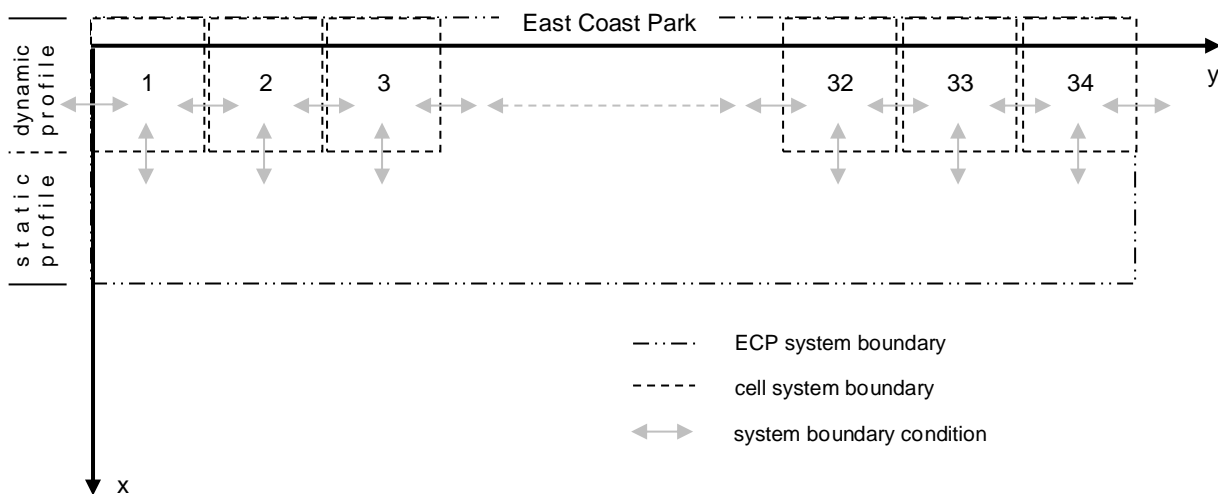 East Coast Park
y
dynamic
profile
1
2
3
32
33
34
static
profile
ECP system boundary
cell system boundary
system boundary condition
x